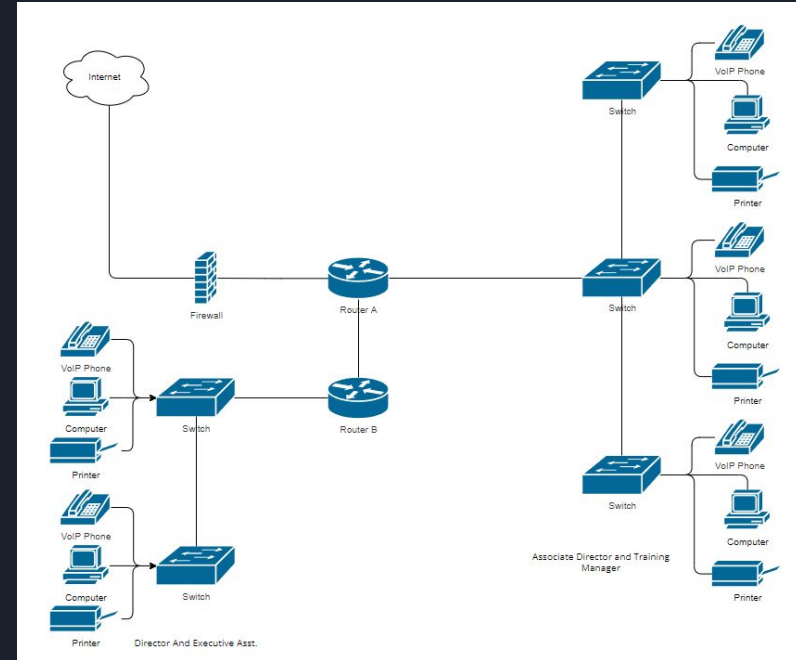 Internet
VoIP Phone
Switch
Computer
Printer
VoIP Phone
Firewall
Router A
Switch
Computer
Printer
VoIP Phone
Computer
Switch
Router B
Printer
VoIP Phone
Switch
Computer
Associate Director and Training
Manager
VoIP Phone
Computer
Switch
Printer
Printer
Director And Executive Asst.